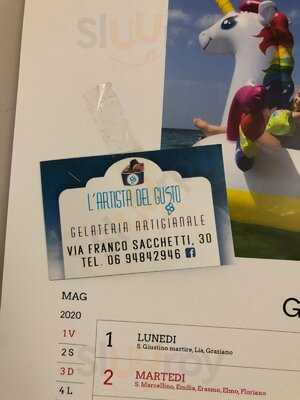 L'ARTISTA DEL GUSTO
GELATERIA ARTIGIANALE
VIA FRANCO SACCHETTI, 30
TEL. 06 94842946 f
MAG
2020
1 V
2 S
3 D
4 L
G
1 LUNEDI
S. Giustino martire, Lia, Graziano
2 MARTEDI
S. Marcellino, Emilia, Erasmo, Elmo, Floriano